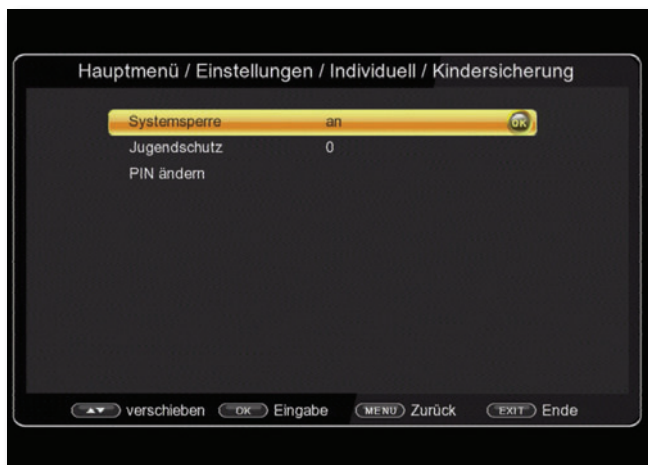 Hauptmenü / Einstellungen / Individuell / Kindersicherung
Systemsperre an OK
Jugendschutz 0
PIN ändern
verschieben OK Eingabe MENU Zurück EXIT Ende